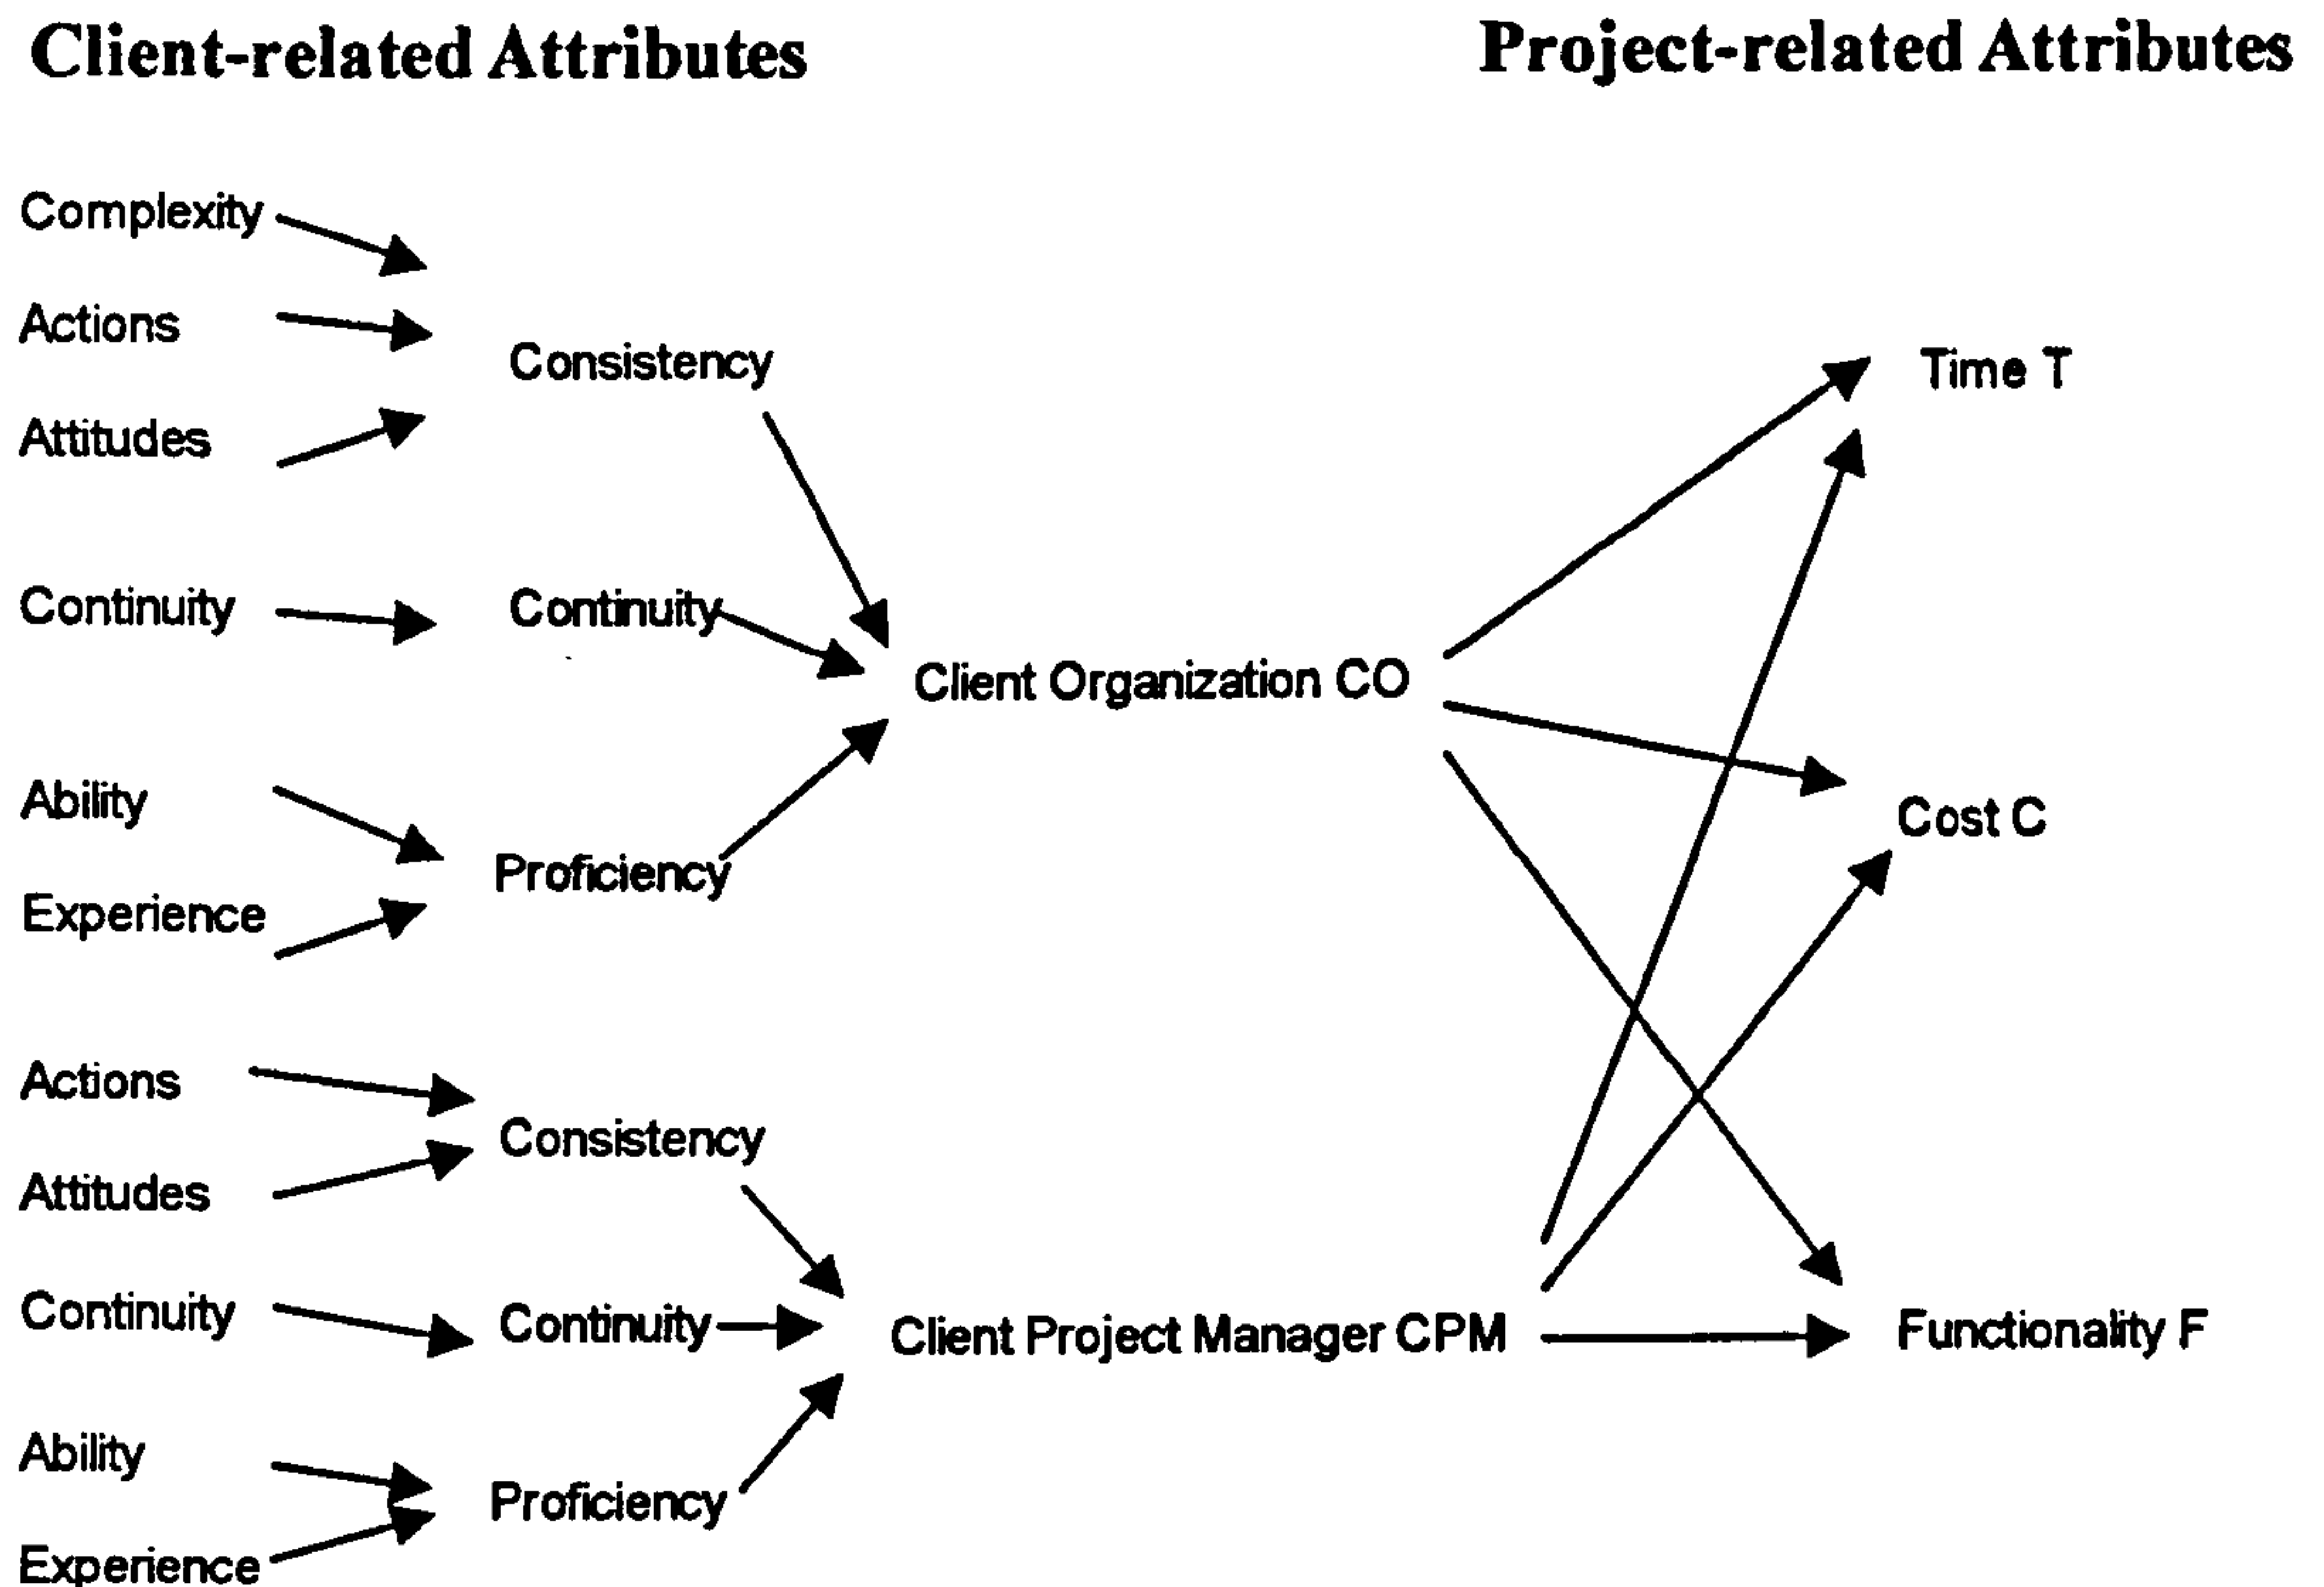 Client-related Attributes
Project-related Attributes
Complexity
Actions
Attitudes
Consistency
Time T
Continuity
Continuity
Client Organization CO
Ability
Experience
Proficiency
Cost C
Actions
Attitudes
Consistency
Continuity
Continuity
Client Project Manager CPM
Functionality F
Ability
Experience
Proficiency